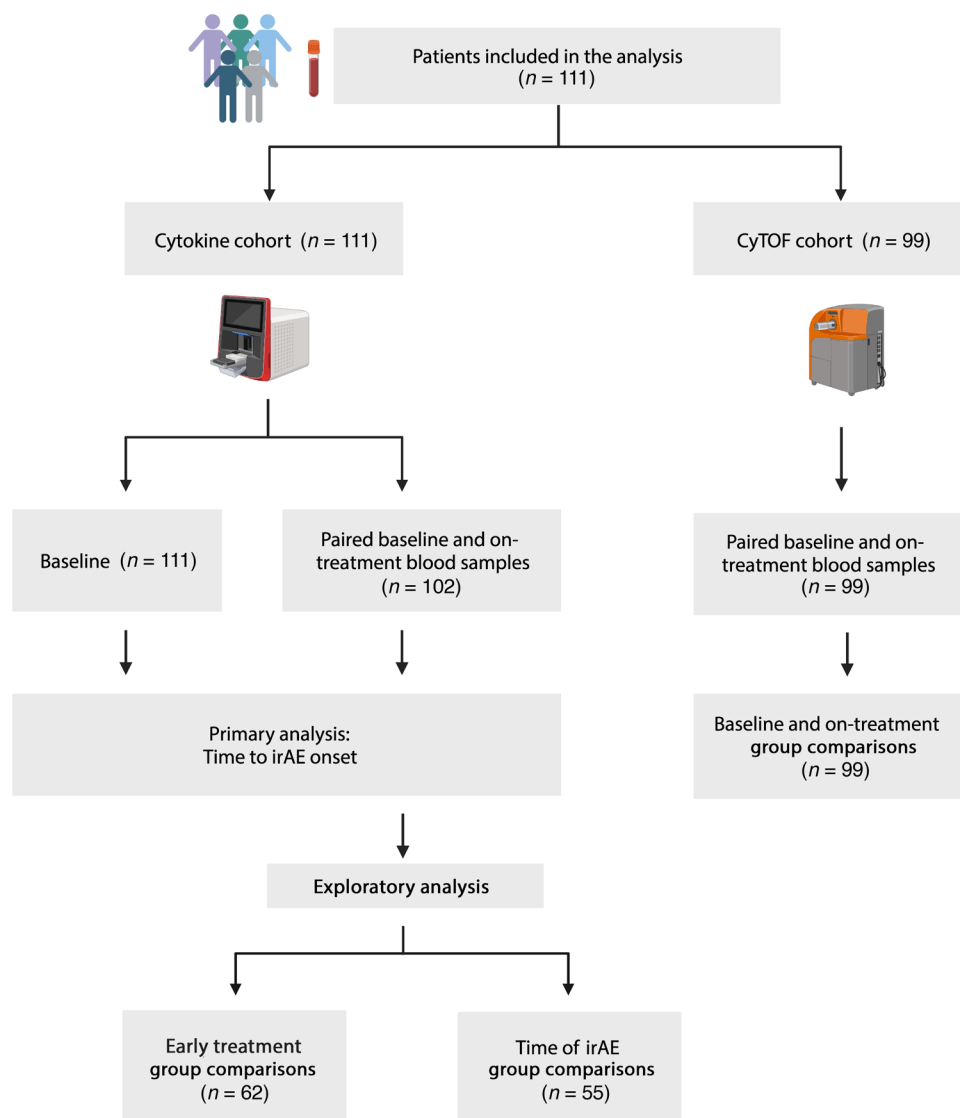 Patients included in the analysis
(n = 111)
Cytokine cohort (n = 111)
CyTOF cohort (n = 99)
Baseline (n = 111)
Paired baseline and on-
treatment blood samples
(n = 102)
Paired baseline and on-
treatment blood samples
(n = 99)
Primary analysis:
Time to irAE onset
Baseline and on-treatment
group comparisons
(n = 99)
Exploratory analysis
Early treatment
group comparisons
(n = 62)
Time of irAE
group comparisons
(n = 55)